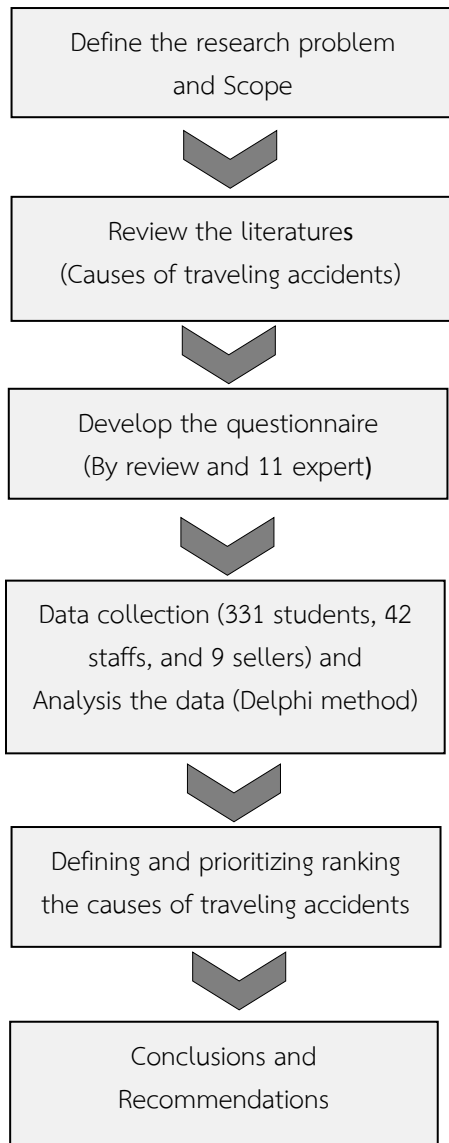 Define the research problem
and Scope
Review the literatures
(Causes of traveling accidents)
Develop the questionnaire
(By review and 11 expert)
Data collection (331 students, 42
staffs, and 9 sellers) and
Analysis the data (Delphi method)
Defining and prioritizing ranking
the causes of traveling accidents
Conclusions and
Recommendations